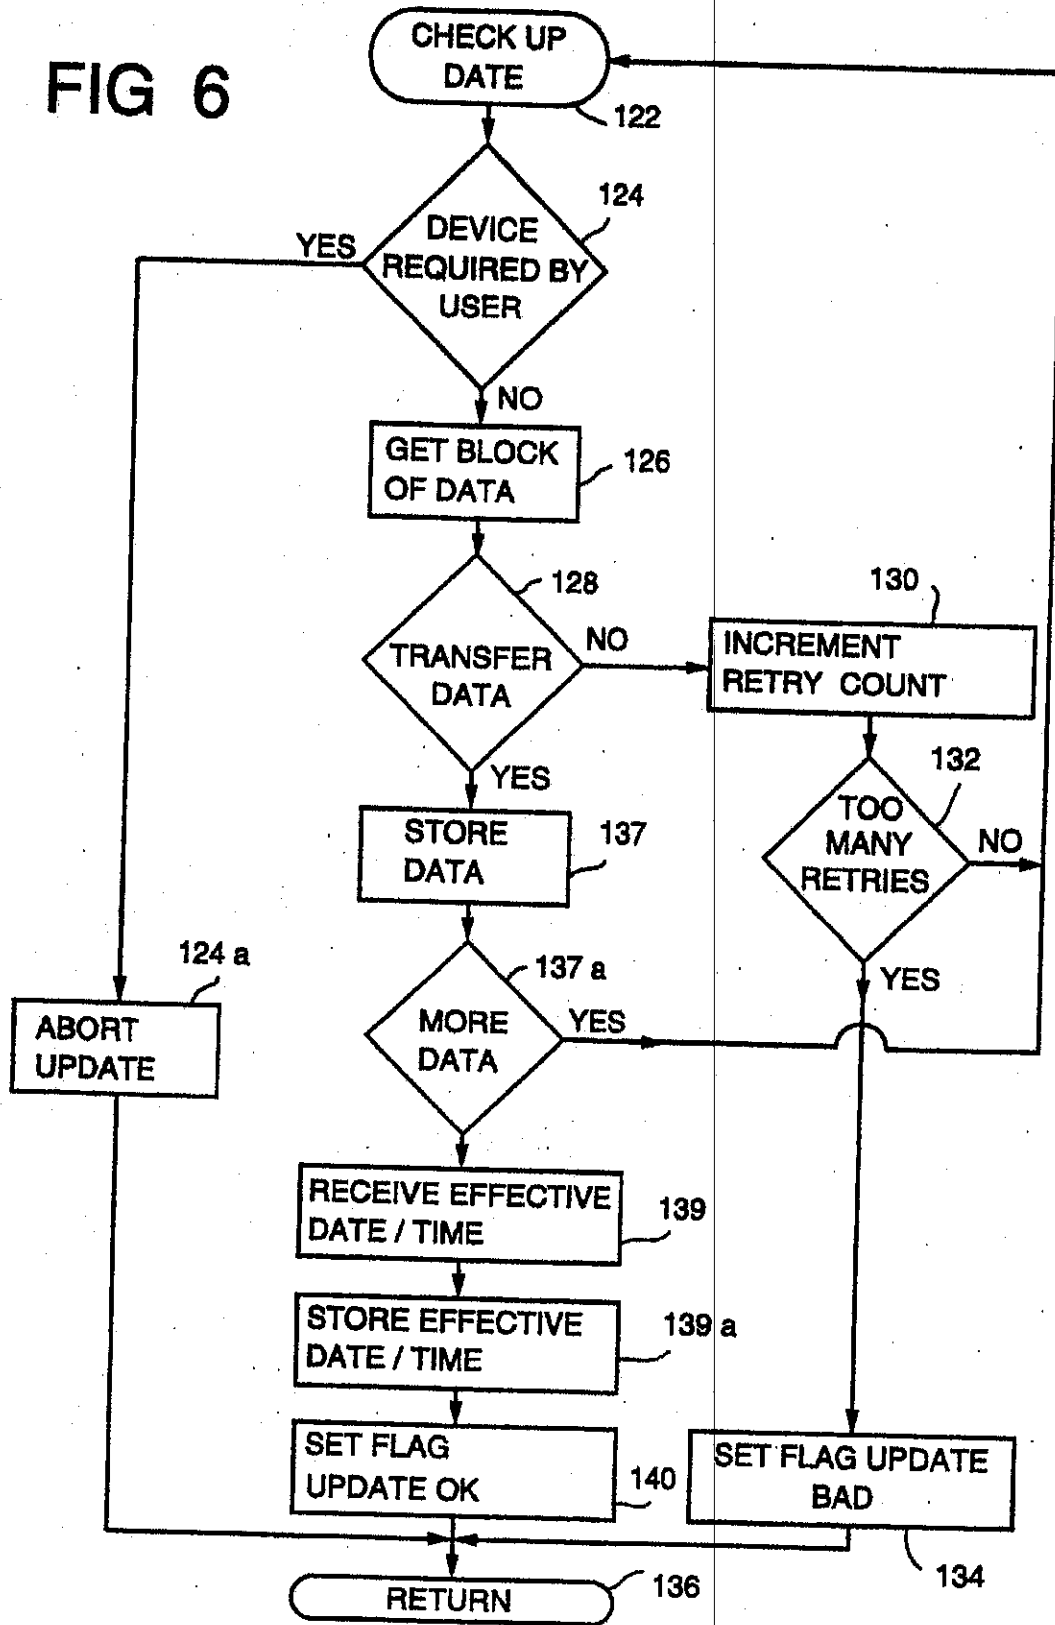 FIG 6
CHECK UP
DATE
122
124
DEVICE
REQUIRED BY
USER
YES
NO
GET BLOCK
OF DATA
126
128
TRANSFER
DATA
NO
130
INCREMENT
RETRY COUNT
YES
132
TOO
MANY
RETRIES
NO
STORE
DATA
137
YES
124 a
ABORT
UPDATE
137 a
MORE
DATA
YES
RECEIVE EFFECTIVE
DATE / TIME
139
STORE EFFECTIVE
DATE / TIME
139 a
SET FLAG
UPDATE OK
140
SET FLAG UPDATE
BAD
134
RETURN
136